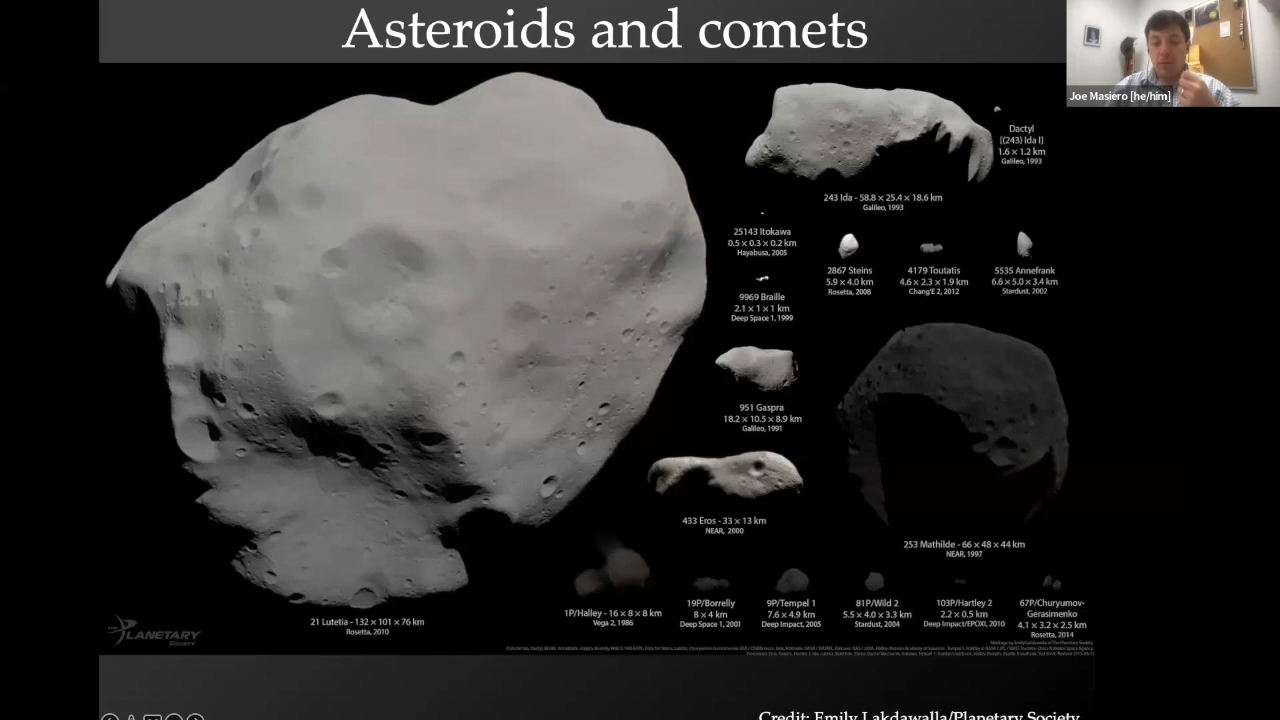 Asteroids and comets
Joe Masiero [he/him]
Dactyl
[(243) Ida I]
1.6 × 1.2 km
Galileo, 1993
243 Ida - 58.8 × 25.4 × 18.6 km
Galileo, 1993
25143 Itokawa
0.5 × 0.3 × 0.2 km
Hayabusa, 2005
2867 Steins
5.9 × 4.0 km
Rosetta, 2008
4179 Toutatis
4.6 × 2.3 × 1.9 km
Chang'E 2, 2012
5535 Annefrank
6.6 × 5.0 × 3.4 km
Stardust, 2002
9969 Braille
2.1 × 1 × 1 km
Deep Space 1, 1999
951 Gaspra
18.2 × 10.5 × 8.9 km
Galileo, 1991
433 Eros - 33 × 13 km
NEAR, 2000
253 Mathilde - 66 × 48 × 44 km
NEAR, 1997
21 Lutetia - 132 × 101 × 76 km
Rosetta, 2010
1P/Halley - 16 × 8 × 8 km
Vega 2, 1986
19P/Borrelly
8 × 4 km
Deep Space 1, 2001
9P/Tempel 1
7.6 × 4.9 km
Deep Impact, 2005
81P/Wild 2
5.5 × 4.0 × 3.3 km
Stardust, 2004
103P/Hartley 2
2.2 × 0.5 km
Deep Impact/EPOXI, 2010
67P/Churyumov-
Gerasimenko
4.1 × 3.2 × 2.5 km
Rosetta, 2014
PLANETARY
SOCIETY
Montage by Emily Lakdawalla of The Planetary Society.
Credit: Emily Lakdawalla/Planetary Society